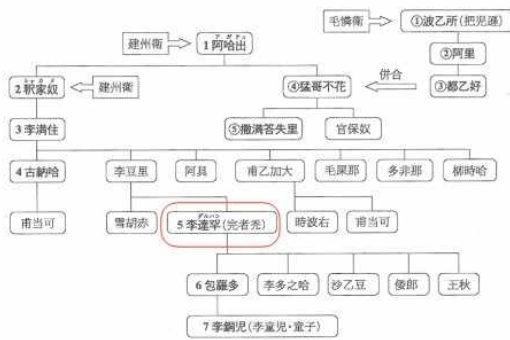 毛憐衛
①波乙所(把児遜)
建州衛
アハチュ
1 阿哈出
②阿里
シャカヌ
2 釈家奴
建州衛
④猛哥不花
併合
③都乙好
3 李満住
⑤撒満答失里
官保奴
4 古納哈
李豆里
阿具
甫乙加大
毛屎那
多非那
柳時哈
甫当可
雪胡赤
ダルハン
5 李達罕(完者禿)
時波右
甫当可
6 包羅多
李多之哈
沙乙豆
倭郎
王秋
7 李鋼児(李童児・童子)